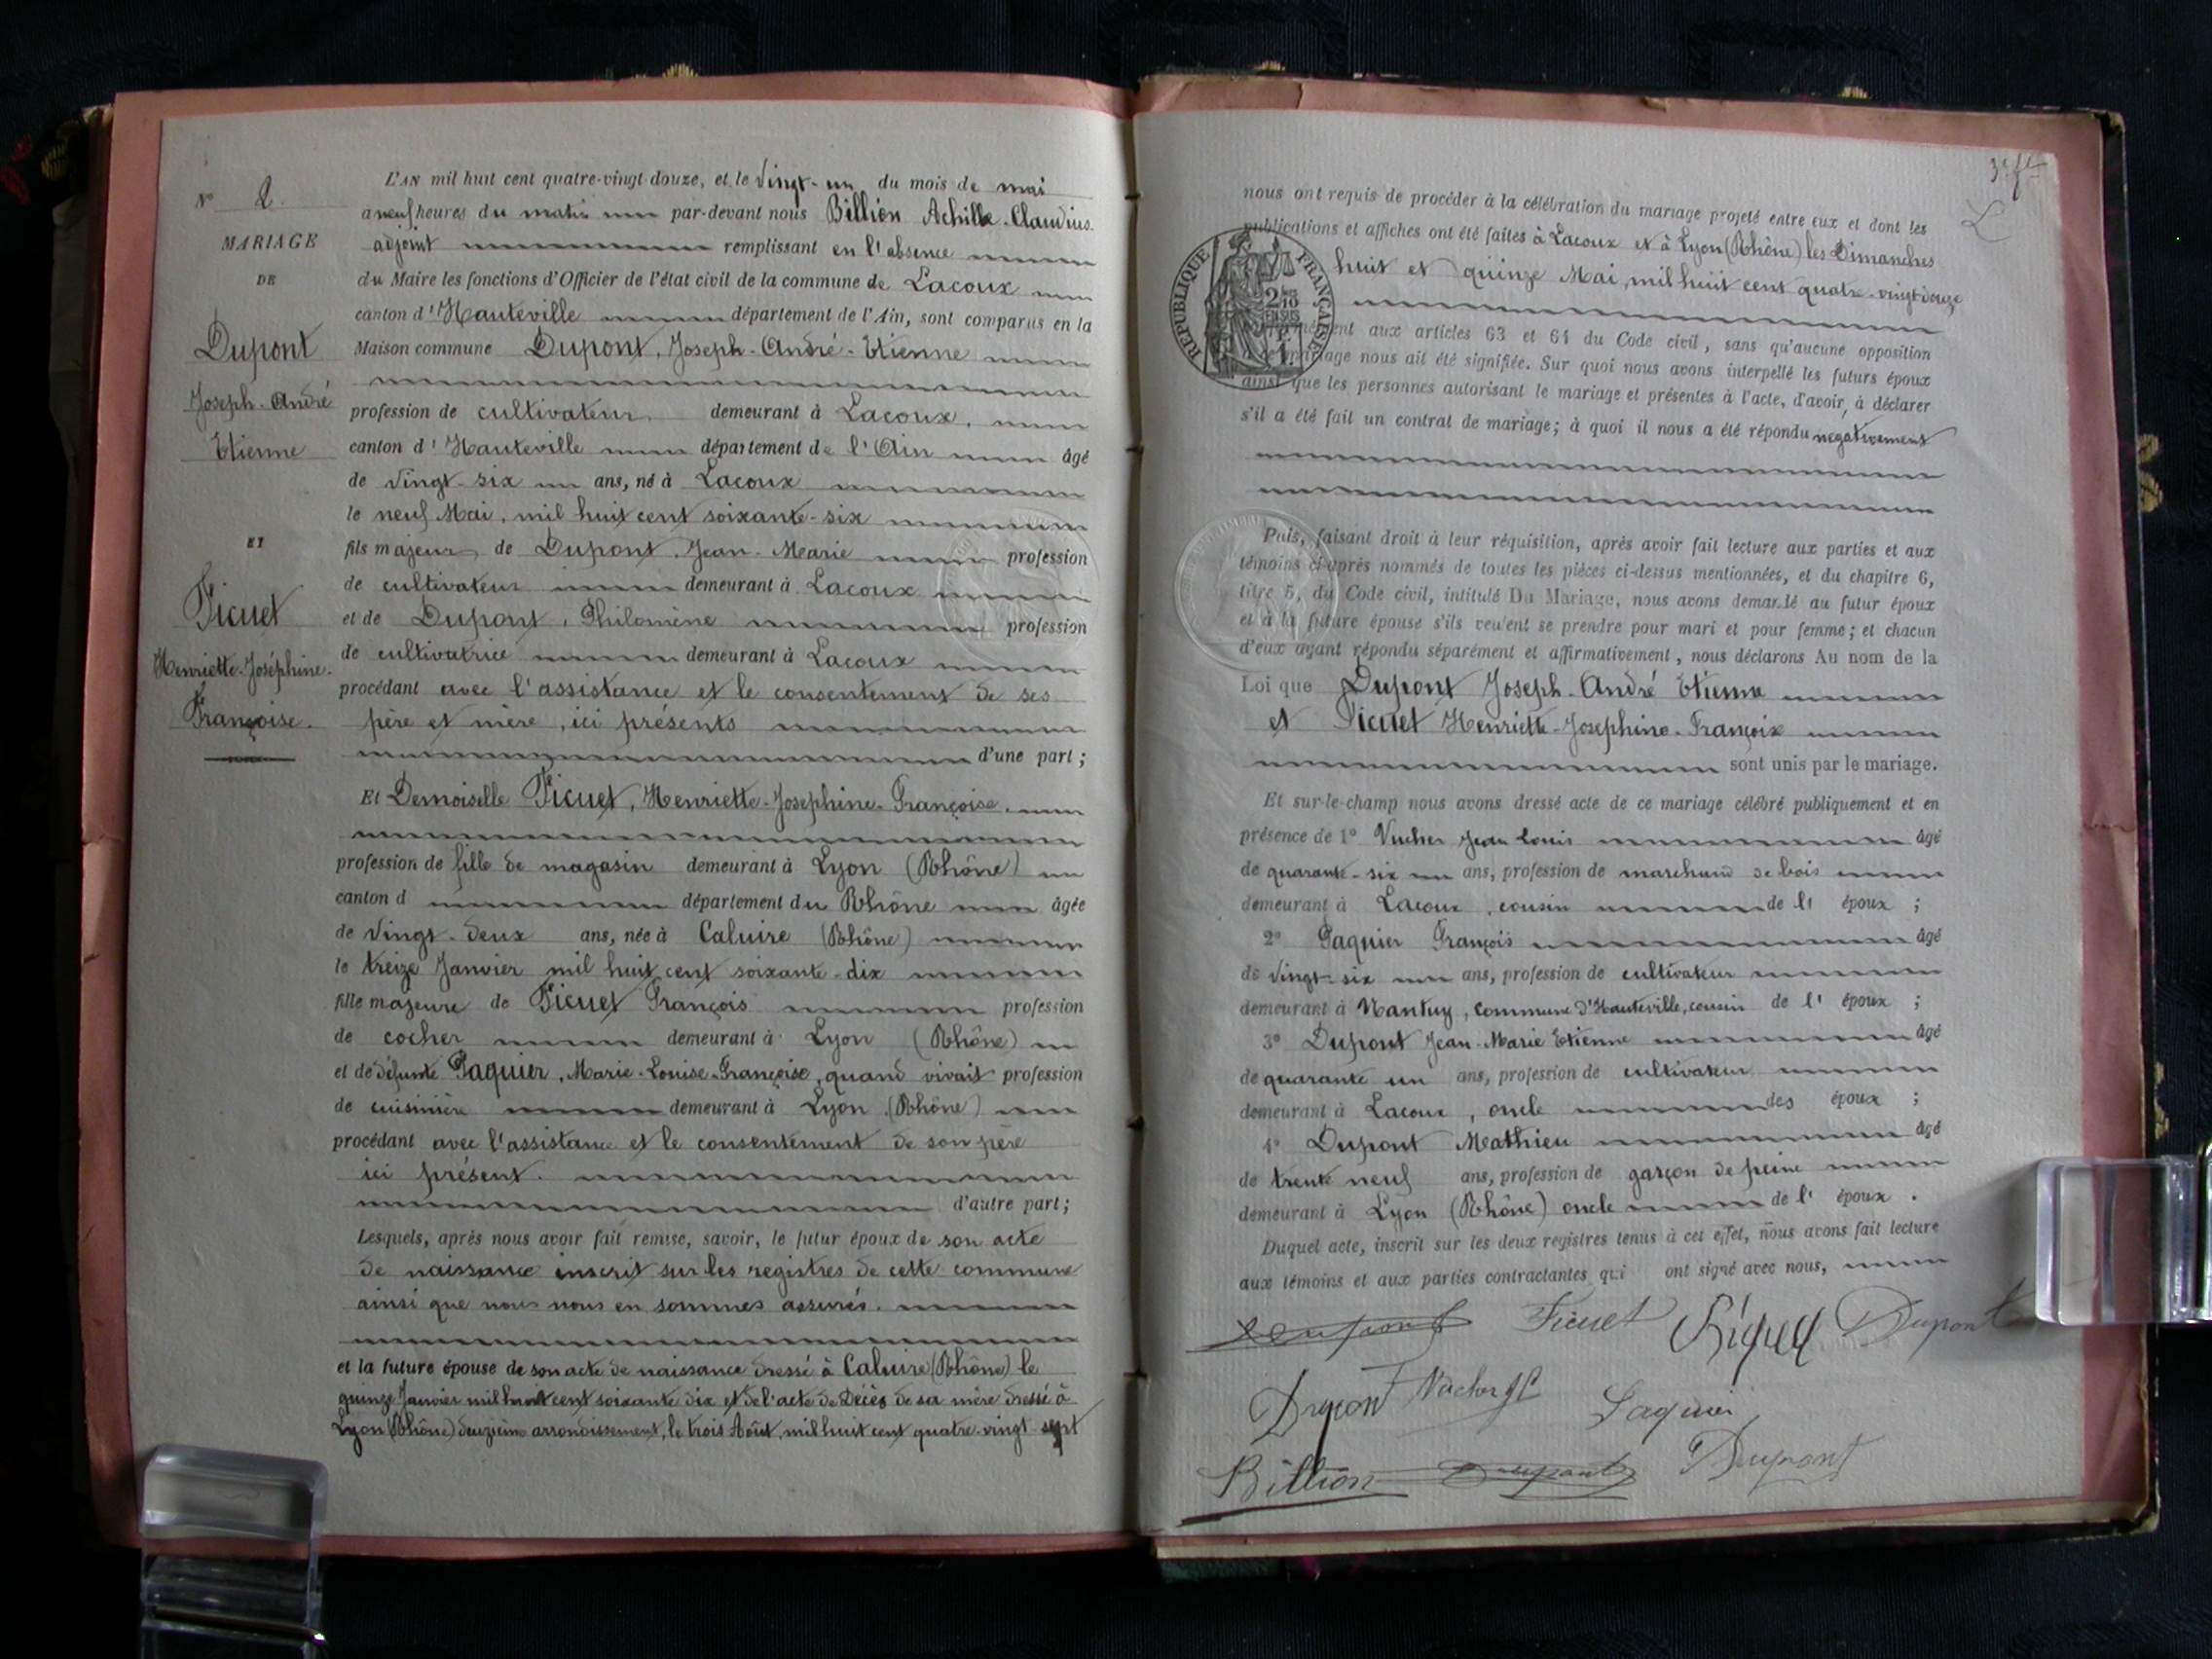 N° 2.
MARIAGE
DE
Dupont
Joseph-André
Etienne
ET
Ficuet
Henriette-Joséphine-
Françoise.
L'AN mil huit cent quatre-vingt-douze, et le vingt-un du mois de mai
a neuf heures du matin par-devant nous Billion Achille-Claudius
adjoint remplissant en l'absence
du Maire les fonctions d'Officier de l'état civil de la commune de Lacoux
canton d'Hauteville département de l'Ain, sont comparus en la
Maison commune Dupont, Joseph-André-Etienne
profession de cultivateur. demeurant à Lacoux,
canton d'Hauteville département de l'Ain âgé
de vingt-six ans, né à Lacoux
le neuf Mai, mil huit cent soixante-six
fils majeur de Dupont, Jean-Marie profession
de cultivateur demeurant à Lacoux
et de Dupont, Philomène profession
de cultivatrice demeurant à Lacoux
procédant avec l'assistance et le consentement de ses
père et mère, ici présents
d'une part;
Et Demoiselle Ficuet, Henriette-Josephine-Françoise.
profession de fille de magasin demeurant à Lyon (Rhône)
canton d département du Rhône âgée
de vingt-deux ans, née à Caluire (Rhône)
le treize Janvier mil huit cent soixante-dix
fille majeure de Ficuet François profession
de cocher demeurant à Lyon (Rhône)
et de défunte Paquier, Marie-Louise-Françoise, quand vivait profession
de cuisinière demeurant à Lyon (Rhône)
procédant avec l'assistance et le consentement de son père
ici présent.
d'autre part;
Lesquels, après nous avoir fait remise, savoir, le futur époux de son acte
de naissance inscrit sur les registres de cette commune
ainsi que nous nous en sommes assurés.
et la future épouse de son acte de naissance dressé à Caluire (Rhône) le
quinze Janvier mil huit cent soixante dix et de l'acte de Décès de sa mère dressé à
Lyon (Rhône) deuxième arrondissement, le trois Août, mil huit cent quatre-vingt-sept
nous ont requis de procéder à la célébration du mariage projeté entre eux et dont les
publications et affiches ont été faites à Lacoux et à Lyon (Rhône) les Dimanches
huit et quinze Mai, mil huit cent quatre-vingt-douze
RÉPUBLIQUE FRANÇAISE
aux articles 63 et 64 du Code civil, sans qu'aucune opposition
mariage nous ait été signifiée. Sur quoi nous avons interpellé les futurs époux
ainsi que les personnes autorisant le mariage et présentes à l'acte, d'avoir, à déclarer
s'il a été fait un contrat de mariage; à quoi il nous a été répondu négativement
Puis, faisant droit à leur réquisition, après avoir fait lecture aux parties et aux
témoins ci-après nommés de toutes les pièces ci-dessus mentionnées, et du chapitre 6,
titre 5, du Code civil, intitulé Du Mariage, nous avons demandé au futur époux
et à la future épouse s'ils veulent se prendre pour mari et pour femme; et chacun
d'eux ayant répondu séparément et affirmativement, nous déclarons Au nom de la
Loi que Dupont Joseph-André Etienne
et Ficuet Henriette-Josephine-Françoise
sont unis par le mariage.
Et sur-le-champ nous avons dressé acte de ce mariage célébré publiquement et en
présence de 1° Vucher Jean Louis âgé
de quarante-six ans, profession de marchand de bois
demeurant à Lacoux, cousin de l' époux;
2° Paquier François âgé
de vingt-six ans, profession de cultivateur
demeurant à Nantuy, commune d'Hauteville, cousin de l' époux;
3° Dupont Jean-Marie Etienne âgé
de quarante un ans, profession de cultivateur
demeurant à Lacoux, oncle des époux;
4° Dupont Mathieu âgé
de trente neuf ans, profession de garçon de peine
demeurant à Lyon (Rhône) oncle de l' époux.
Duquel acte, inscrit sur les deux registres tenus à cet effet, nous avons fait lecture
aux témoins et aux parties contractantes qui ont signé avec nous,
Dupont Ficuet Dupont
Dupont Vucher Paquier
Billion Dupont Dupont